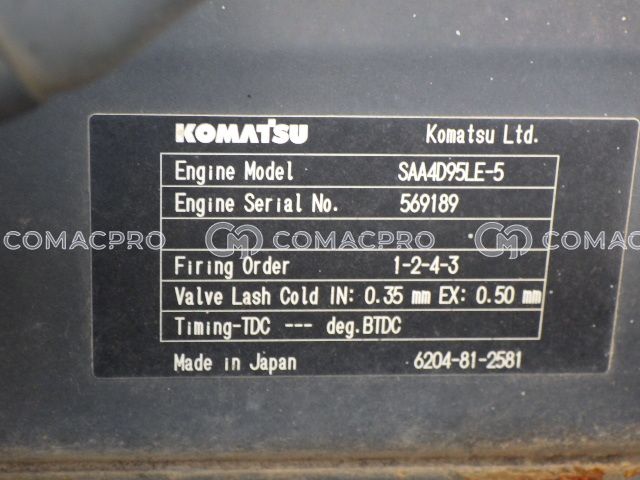 KOMATSU Komatsu Ltd.
Engine Model SAA4D95LE-5
Engine Serial No. 569189
COMACPRO CM COMACPRO CM COMACPRO
Firing Order 1-2-4-3
Valve Lash Cold IN: 0.35 mm EX: 0.50 mm
Timing-TDC --- deg.BTDC
Made in Japan 6204-81-2581